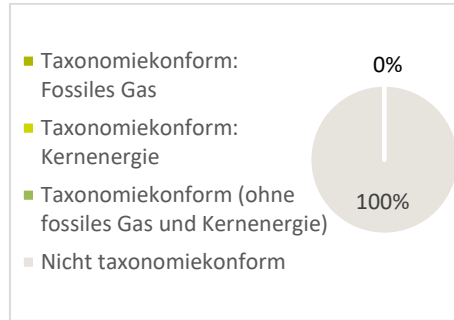 Taxonomiekonform:
Fossiles Gas
Taxonomiekonform:
Kernenergie
Taxonomiekonform (ohne
fossiles Gas und Kernenergie)
Nicht taxonomiekonform
0%
100%